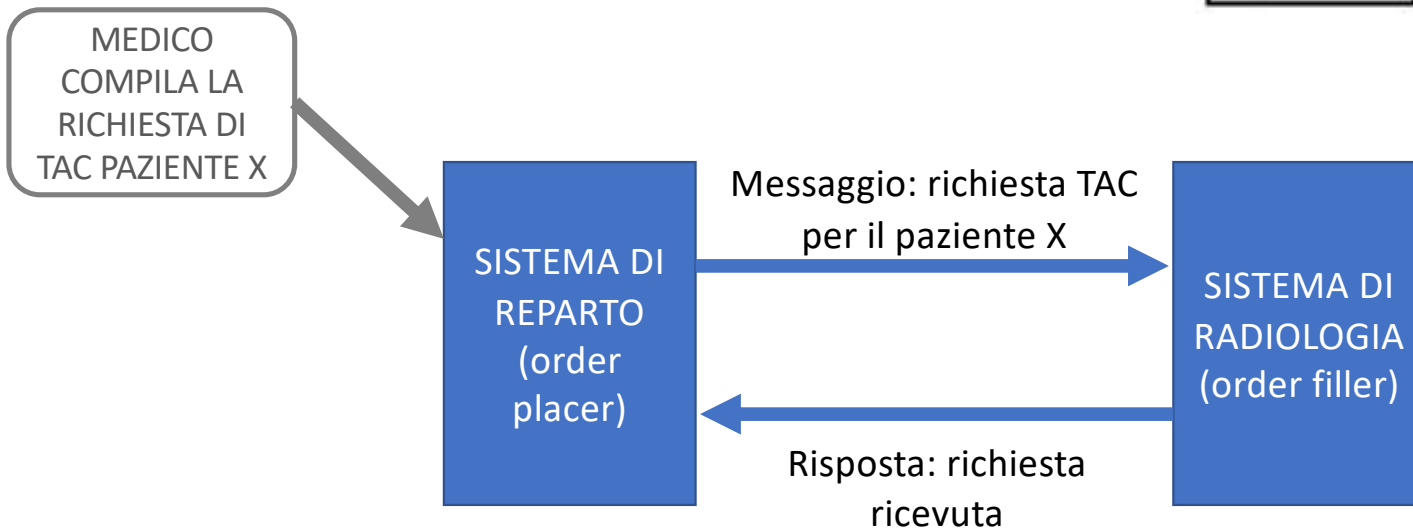 MEDICO
COMPILA LA
RICHIESTA DI
TAC PAZIENTE X
SISTEMA DI
REPARTO
(order
placer)
Messaggio: richiesta TAC
per il paziente X
Risposta: richiesta
ricevuta
SISTEMA DI
RADIOLOGIA
(order filler)